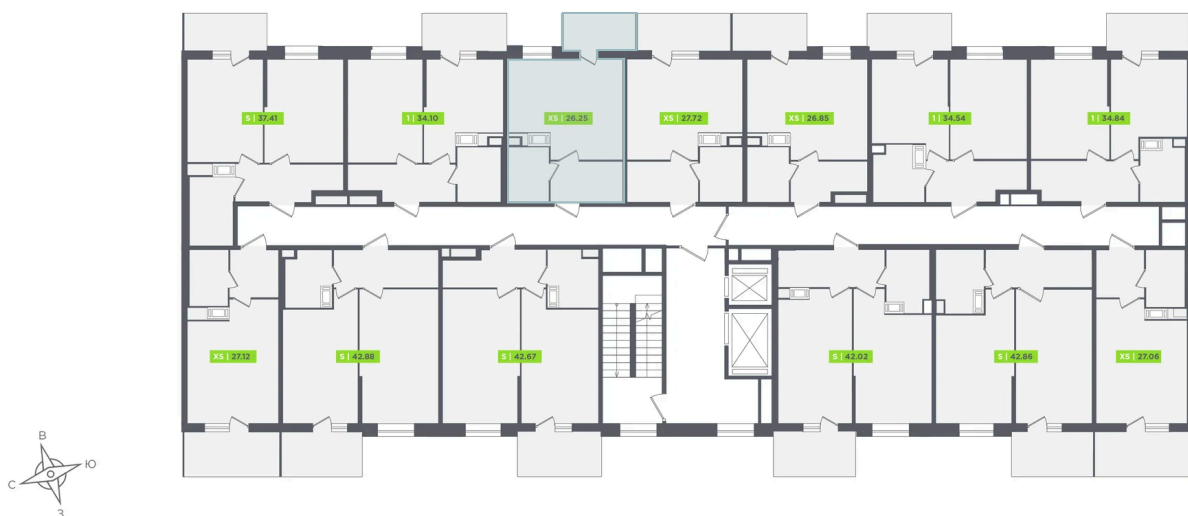 S | 37.41
1 | 34.10
XS | 26.25
XS | 27.72
XS | 26.85
1 | 34.54
1 | 34.84
XS | 27.12
S | 42.88
S | 42.67
S | 42.02
S | 42.86
XS | 27.06
В
Ю
С
З